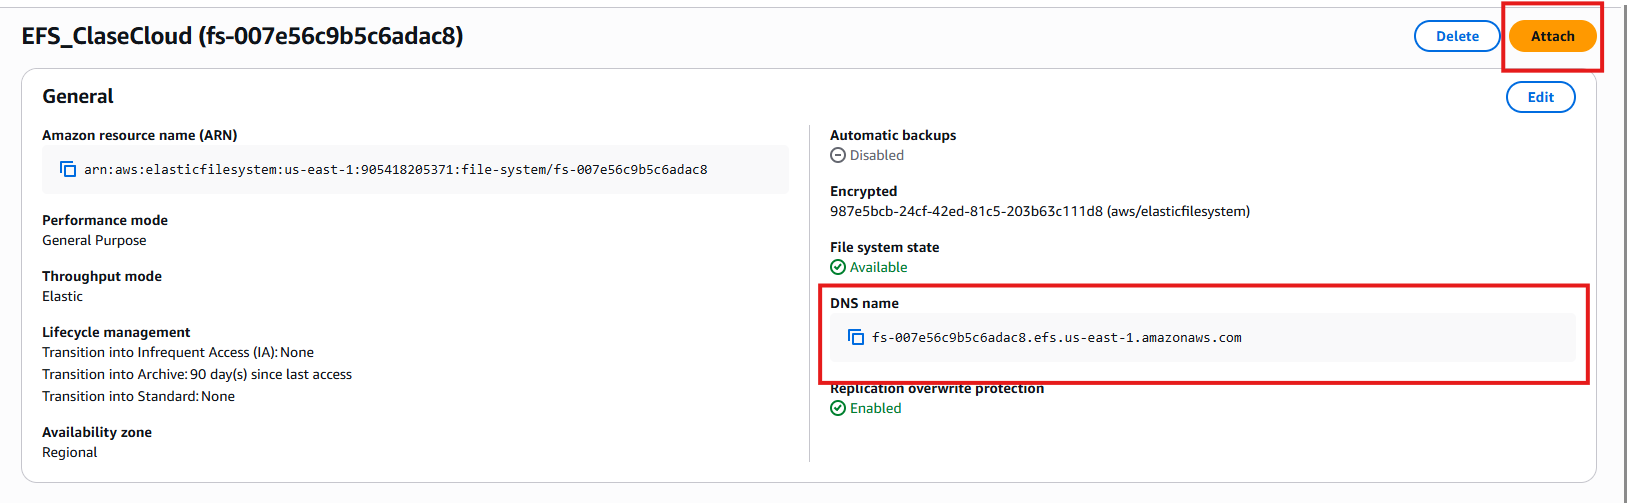 EFS_ClaseCloud (fs-007e56c9b5c6adac8)
Delete
Attach
General
Edit
Amazon resource name (ARN)
arn:aws:elasticfilesystem:us-east-1:905418205371:file-system/fs-007e56c9b5c6adac8
Performance mode
General Purpose
Throughput mode
Elastic
Lifecycle management
Transition into Infrequent Access (IA): None
Transition into Archive: 90 day(s) since last access
Transition into Standard: None
Availability zone
Regional
Automatic backups
Disabled
Encrypted
987e5bcb-24cf-42ed-81c5-203b63c111d8 (aws/elasticfilesystem)
File system state
Available
DNS name
fs-007e56c9b5c6adac8.efs.us-east-1.amazonaws.com
Replication overwrite protection
Enabled